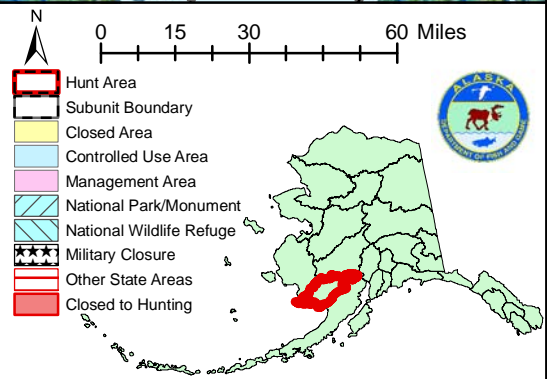 N
0 15 30 60 Miles
Hunt Area
Subunit Boundary
Closed Area
Controlled Use Area
Management Area
National Park/Monument
National Wildlife Refuge
Military Closure
Other State Areas
Closed to Hunting
ALASKA
DEPARTMENT OF FISH AND GAME